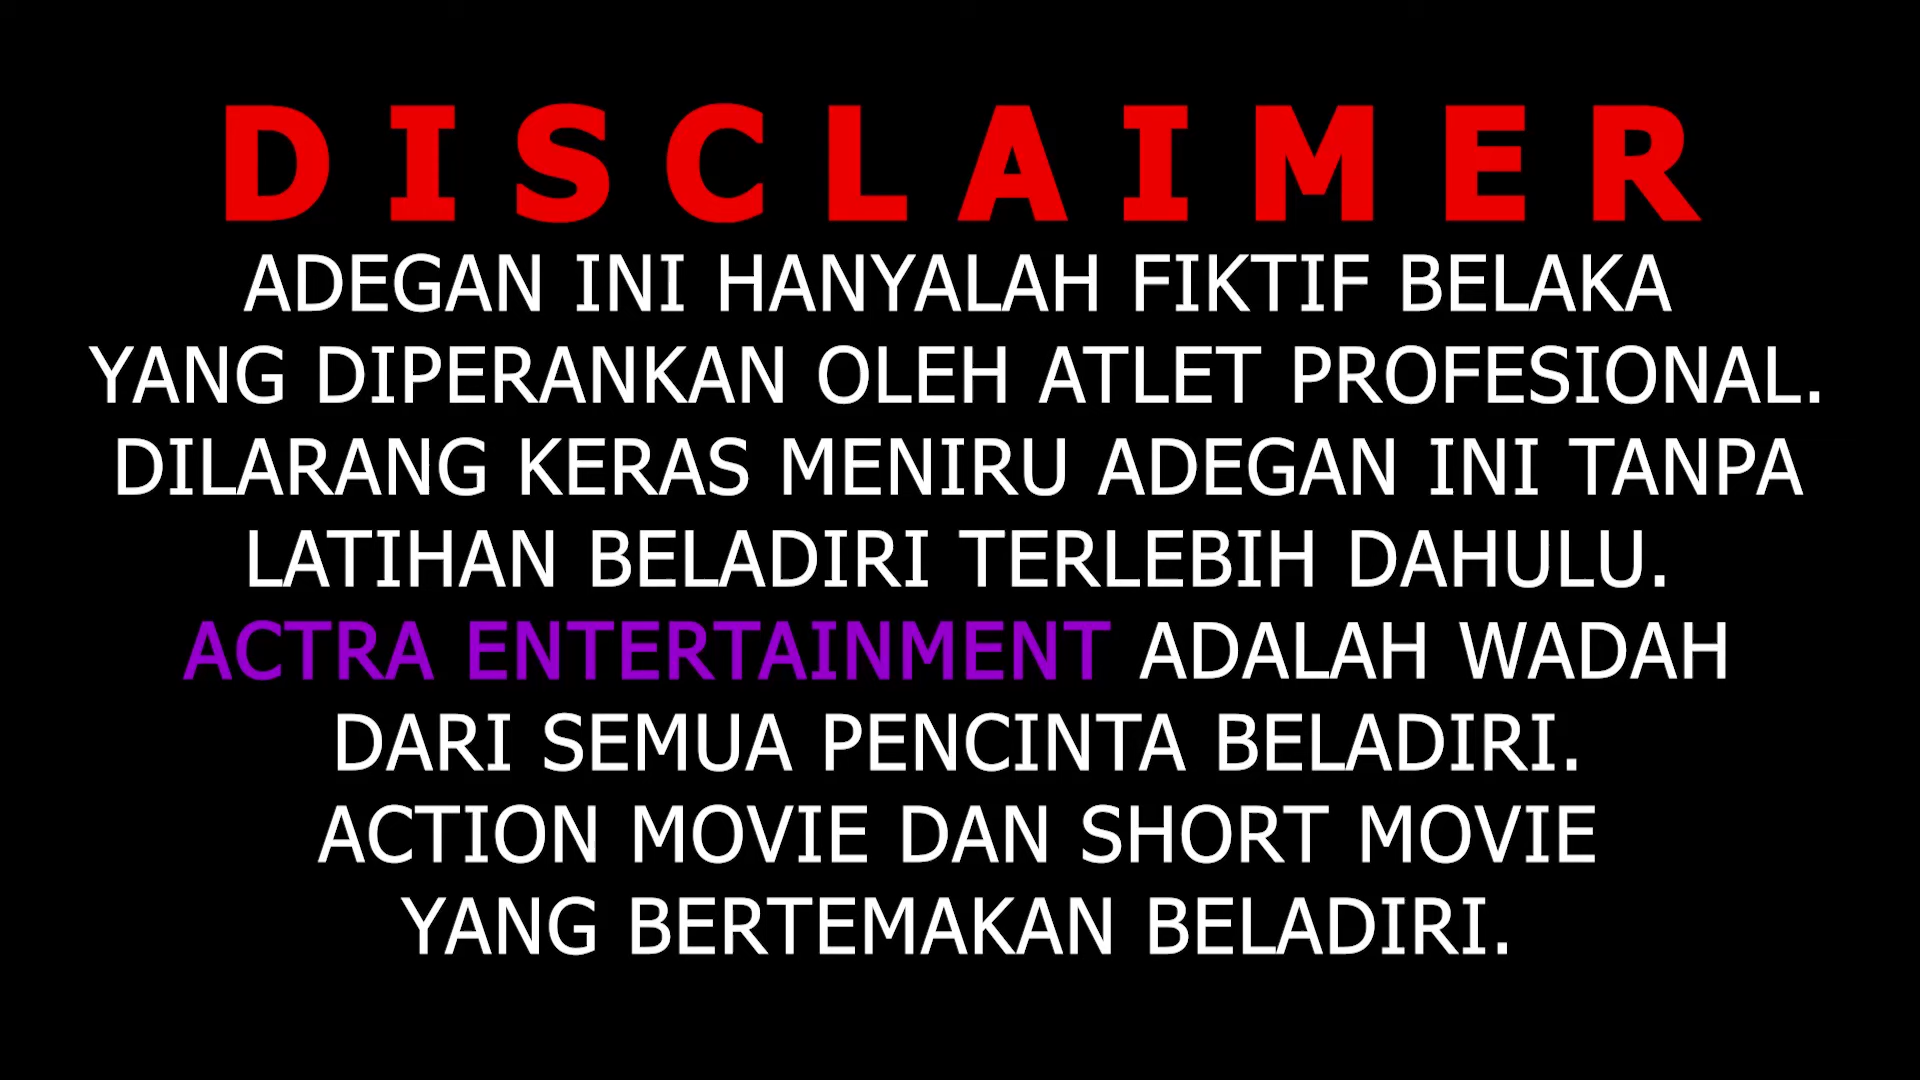 DISCLAIMER
ADEGAN INI HANYALAH FIKTIF BELAKA
YANG DIPERANKAN OLEH ATLET PROFESIONAL.
DILARANG KERAS MENIRU ADEGAN INI TANPA
LATIHAN BELADIRI TERLEBIH DAHULU.
ACTRA ENTERTAINMENT ADALAH WADAH
DARI SEMUA PENCINTA BELADIRI.
ACTION MOVIE DAN SHORT MOVIE
YANG BERTEMAKAN BELADIRI.